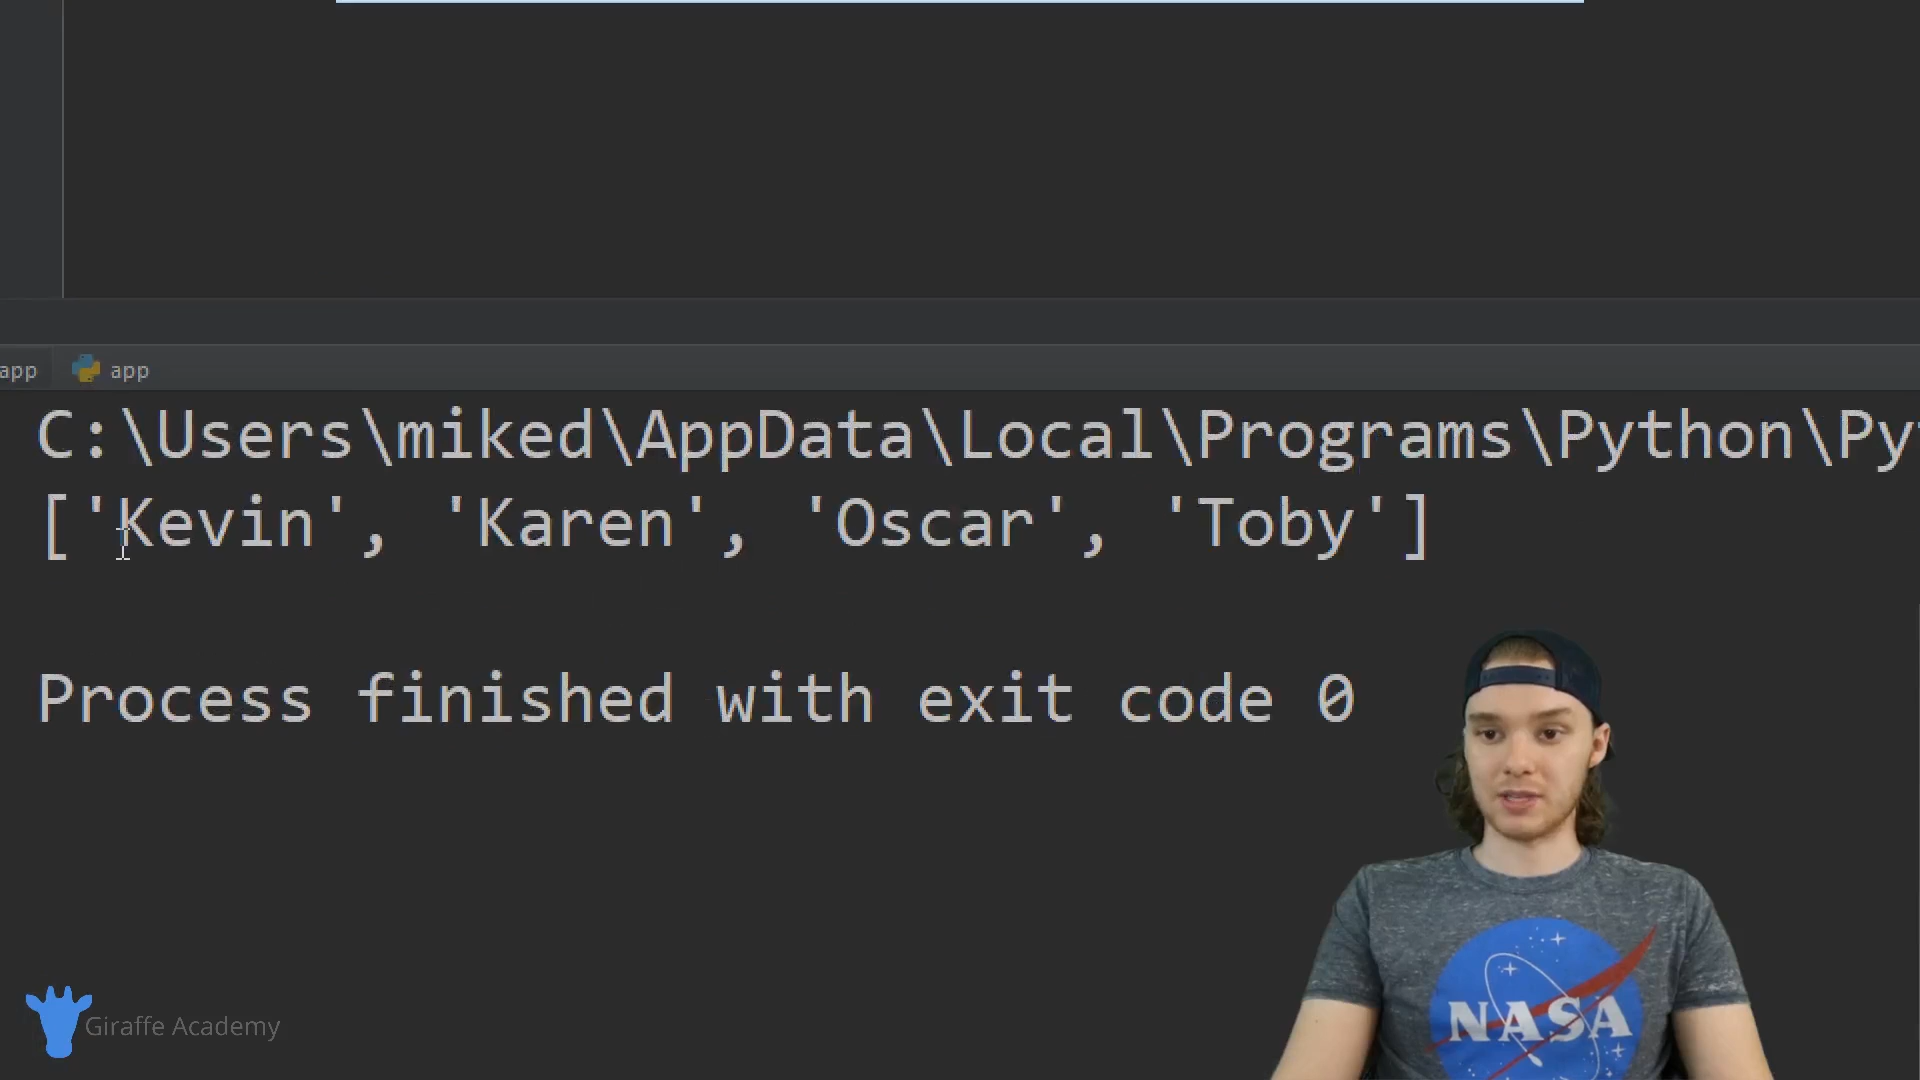 app app
C:\Users\miked\AppData\Local\Programs\Python\Py
['Kevin', 'Karen', 'Oscar', 'Toby']
Process finished with exit code 0
NASA
Giraffe Academy